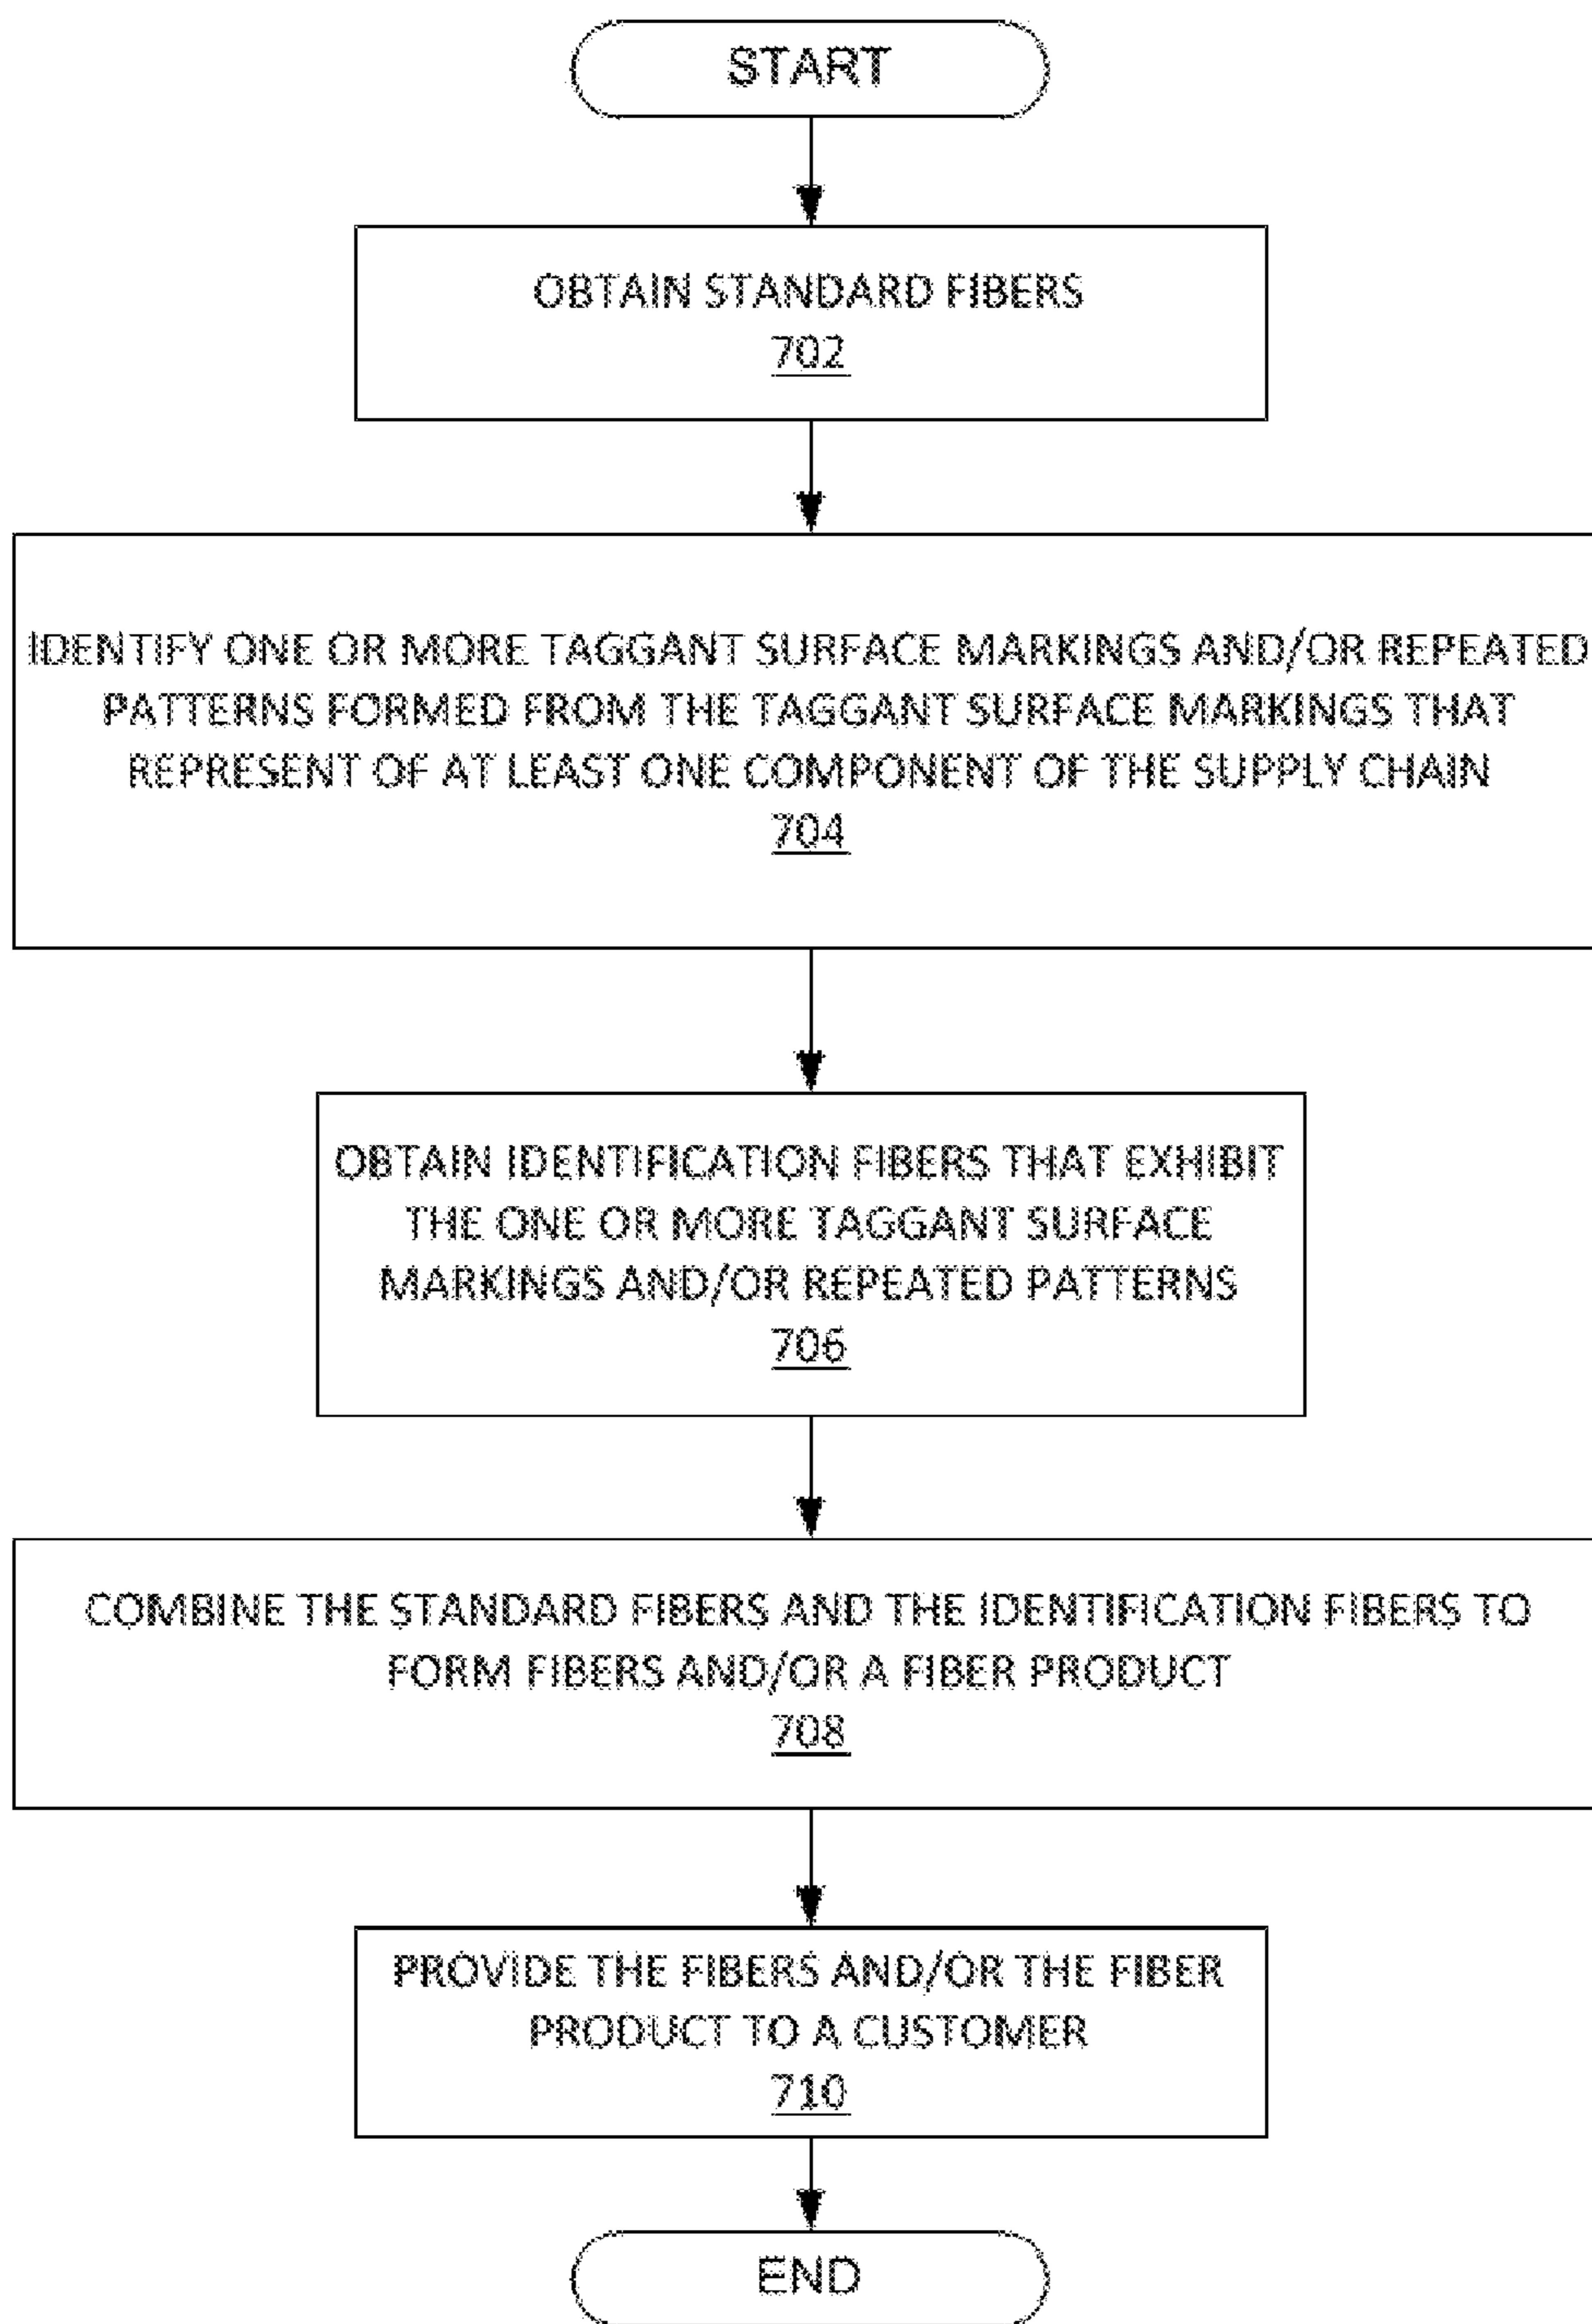 START
OBTAIN STANDARD FIBERS
702
IDENTIFY ONE OR MORE TAGGANT SURFACE MARKINGS AND/OR REPEATED
PATTERNS FORMED FROM THE TAGGANT SURFACE MARKINGS THAT
REPRESENT OF AT LEAST ONE COMPONENT OF THE SUPPLY CHAIN
704
OBTAIN IDENTIFICATION FIBERS THAT EXHIBIT
THE ONE OR MORE TAGGANT SURFACE
MARKINGS AND/OR REPEATED PATTERNS
706
COMBINE THE STANDARD FIBERS AND THE IDENTIFICATION FIBERS TO
FORM FIBERS AND/OR A FIBER PRODUCT
708
PROVIDE THE FIBERS AND/OR THE FIBER
PRODUCT TO A CUSTOMER
710
END